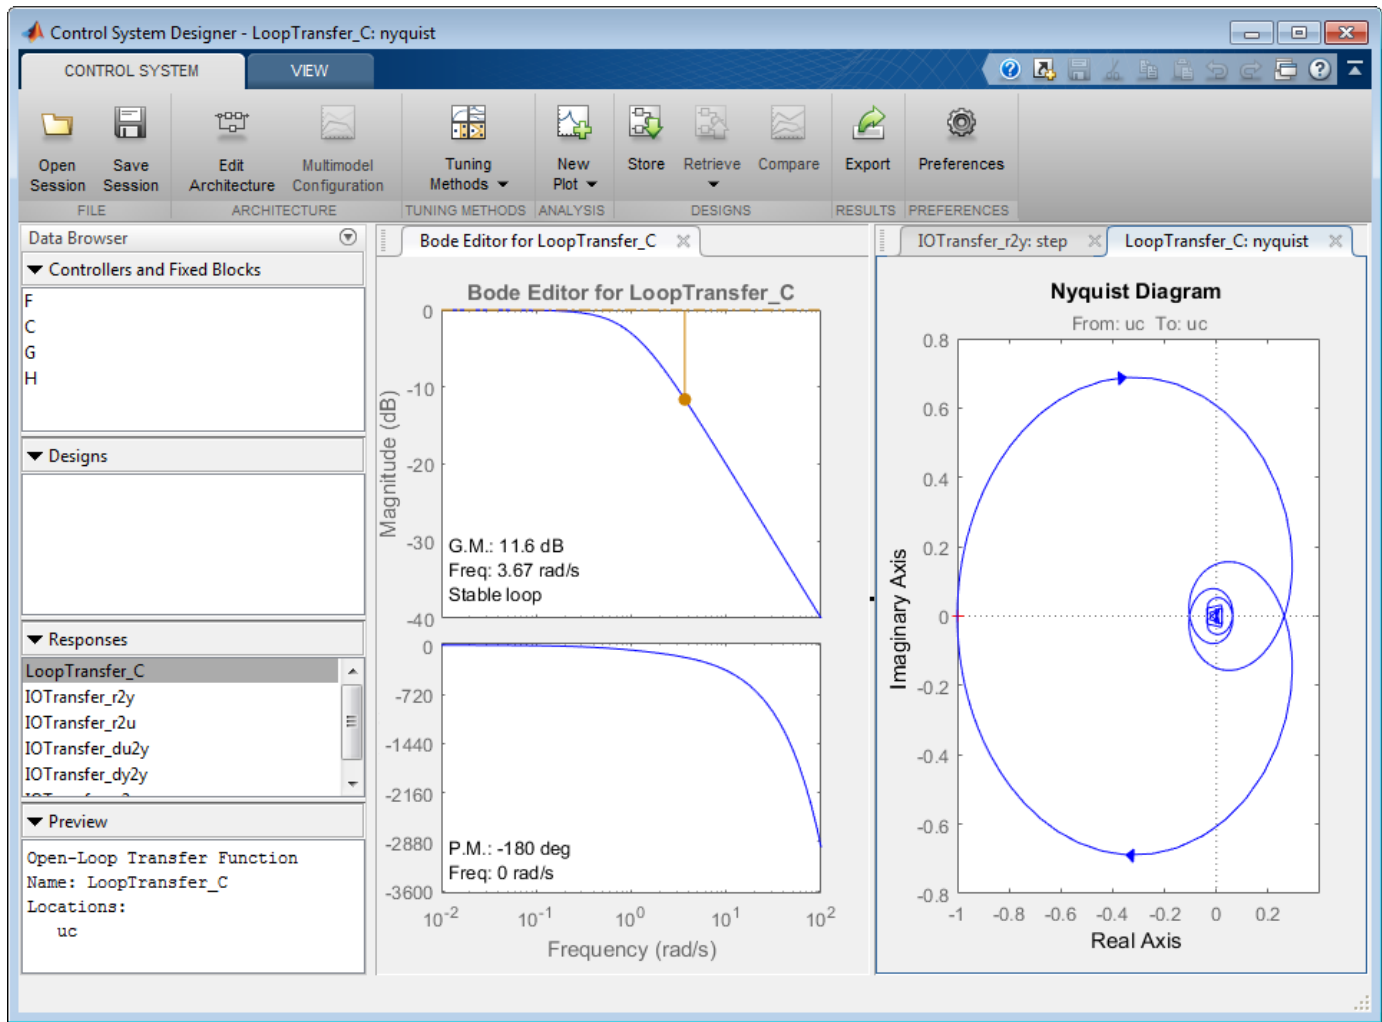 Control System Designer - LoopTransfer_C: nyquist
CONTROL SYSTEM
VIEW
Open Session
Save Session
Edit Architecture
Multimodel Configuration
Tuning Methods
New Plot
Store
Retrieve
Compare
Export
Preferences
FILE
ARCHITECTURE
TUNING METHODS
ANALYSIS
DESIGNS
RESULTS
PREFERENCES
Data Browser
Controllers and Fixed Blocks
F
C
G
H
Designs
Responses
LoopTransfer_C
IOTransfer_r2y
IOTransfer_r2u
IOTransfer_du2y
IOTransfer_dy2y
Preview
Open-Loop Transfer Function
Name: LoopTransfer_C
Locations:
uc
Bode Editor for LoopTransfer_C
Bode Editor for LoopTransfer_C
Magnitude (dB)
0
-10
-20
-30
-40
G.M.: 11.6 dB
Freq: 3.67 rad/s
Stable loop
0
-720
-1440
-2160
-2880
-3600
P.M.: -180 deg
Freq: 0 rad/s
10^-2 10^-1 10^0 10^1 10^2
Frequency (rad/s)
IOTransfer_r2y: step
LoopTransfer_C: nyquist
Nyquist Diagram
From: uc To: uc
Imaginary Axis
0.8
0.6
0.4
0.2
0
-0.2
-0.4
-0.6
-0.8
-1 -0.8 -0.6 -0.4 -0.2 0 0.2
Real Axis